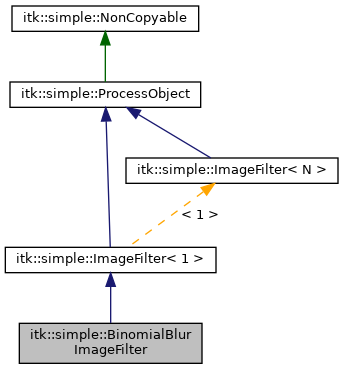 itk::simple::NonCopyable
itk::simple::ProcessObject
itk::simple::ImageFilter< N >
< 1 >
itk::simple::ImageFilter< 1 >
itk::simple::BinomialBlur
ImageFilter